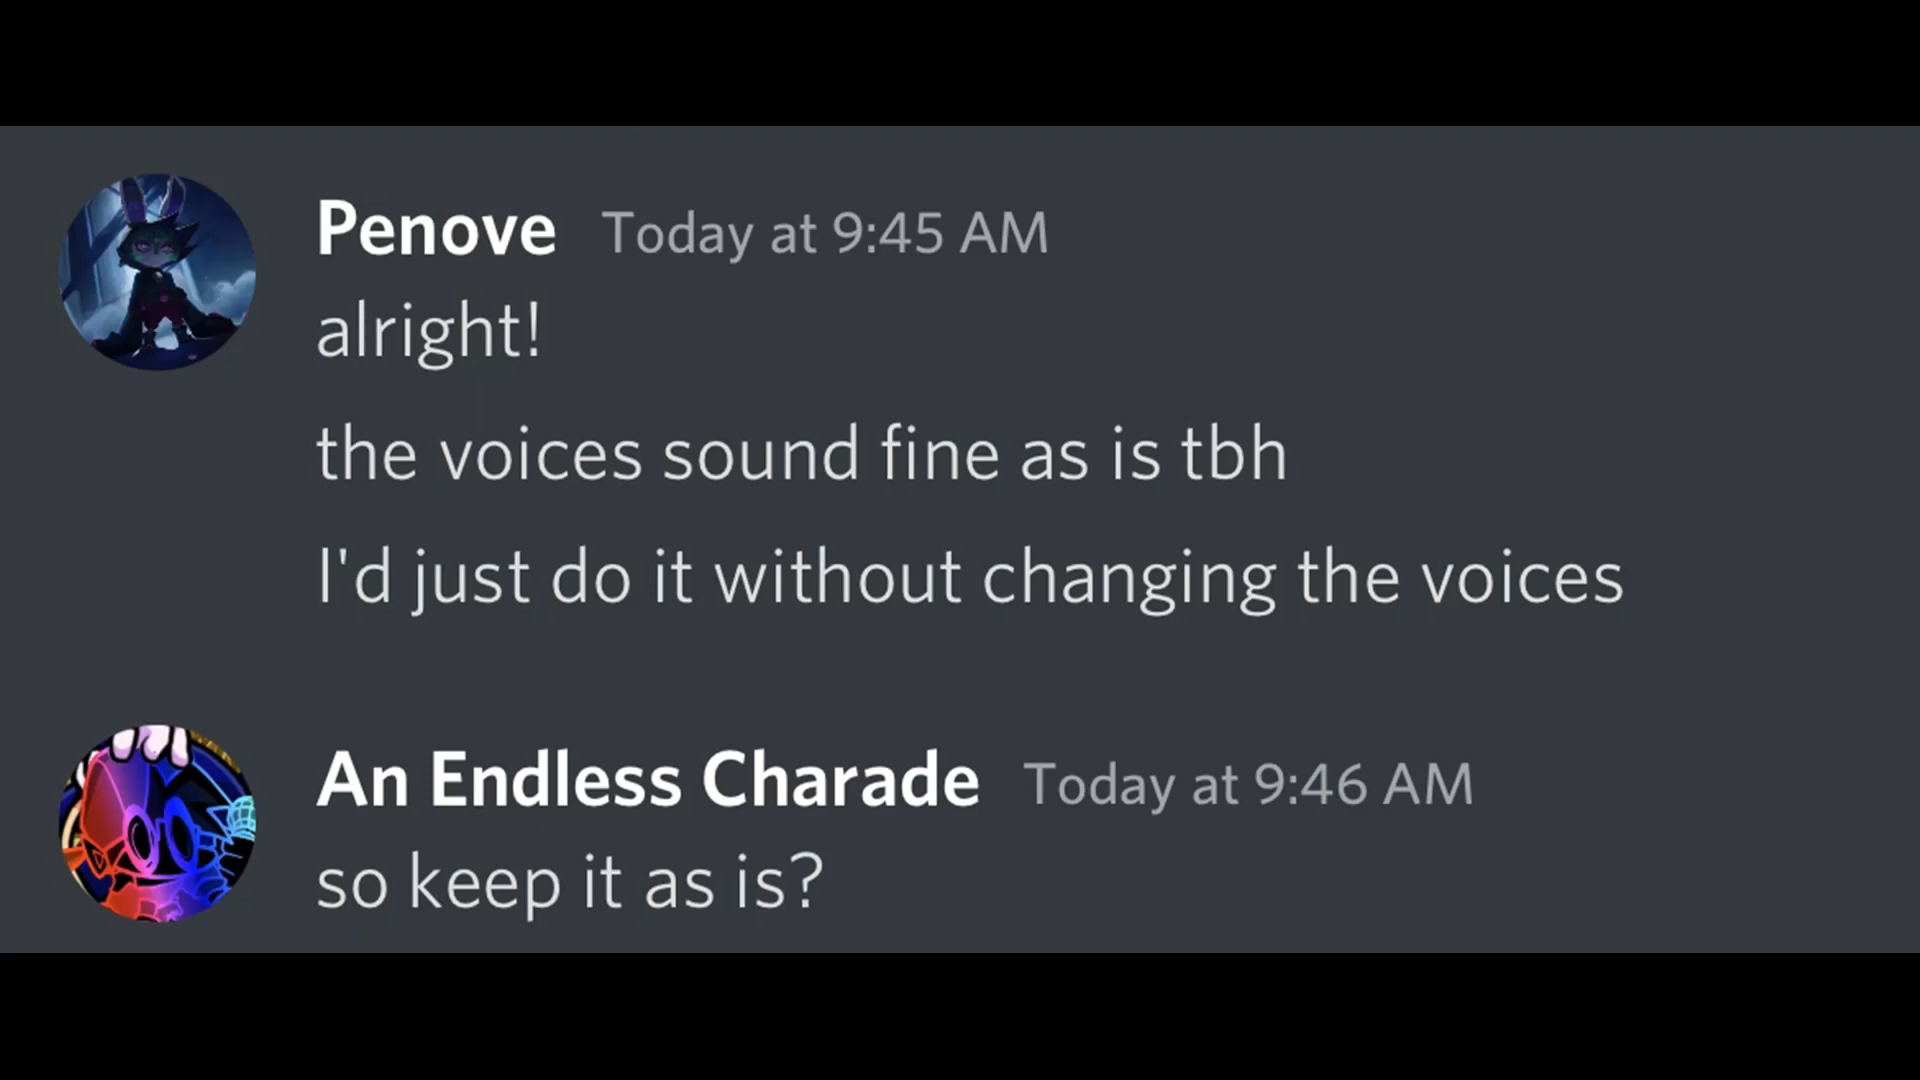 Penove Today at 9:45 AM
alright!
the voices sound fine as is tbh
I'd just do it without changing the voices
An Endless Charade Today at 9:46 AM
so keep it as is?